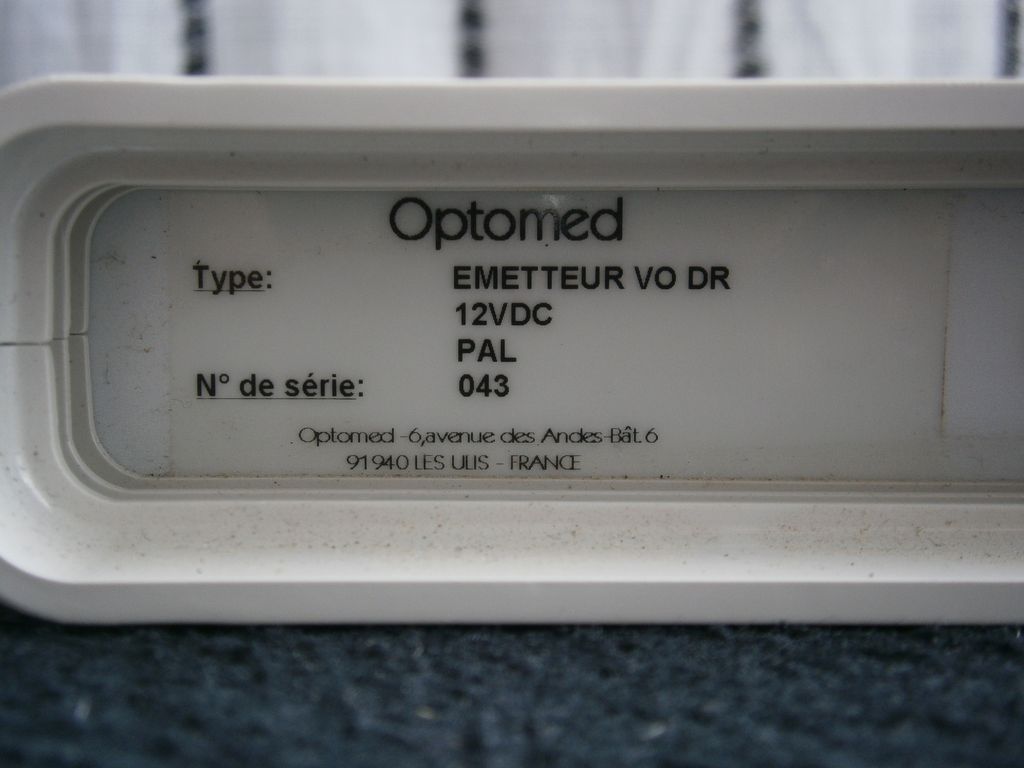 Optomed
Type: EMETTEUR VO DR
12VDC
PAL
N° de série: 043
Optomed -6,avenue des Andes-Bât.6
91940 LES ULIS - FRANCE